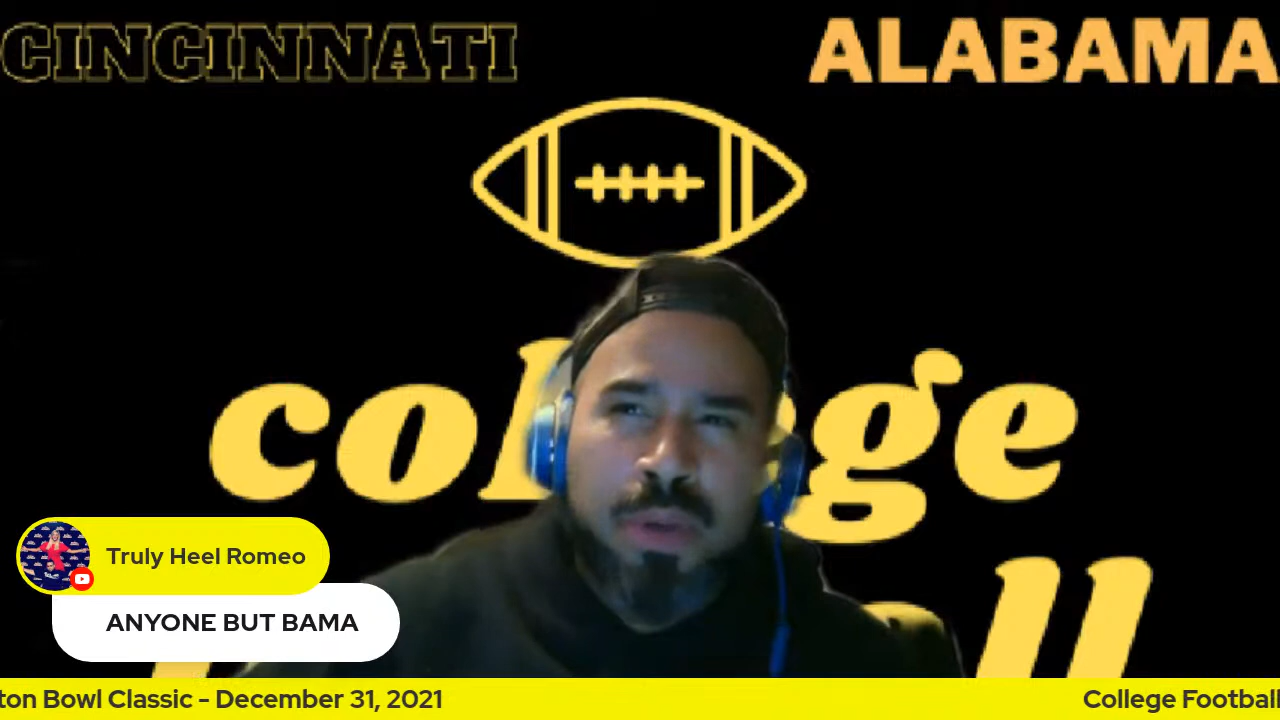 CINCINNATI
ALABAMA
Truly Heel Romeo
ANYONE BUT BAMA
ton Bowl Classic - December 31, 2021
College Football